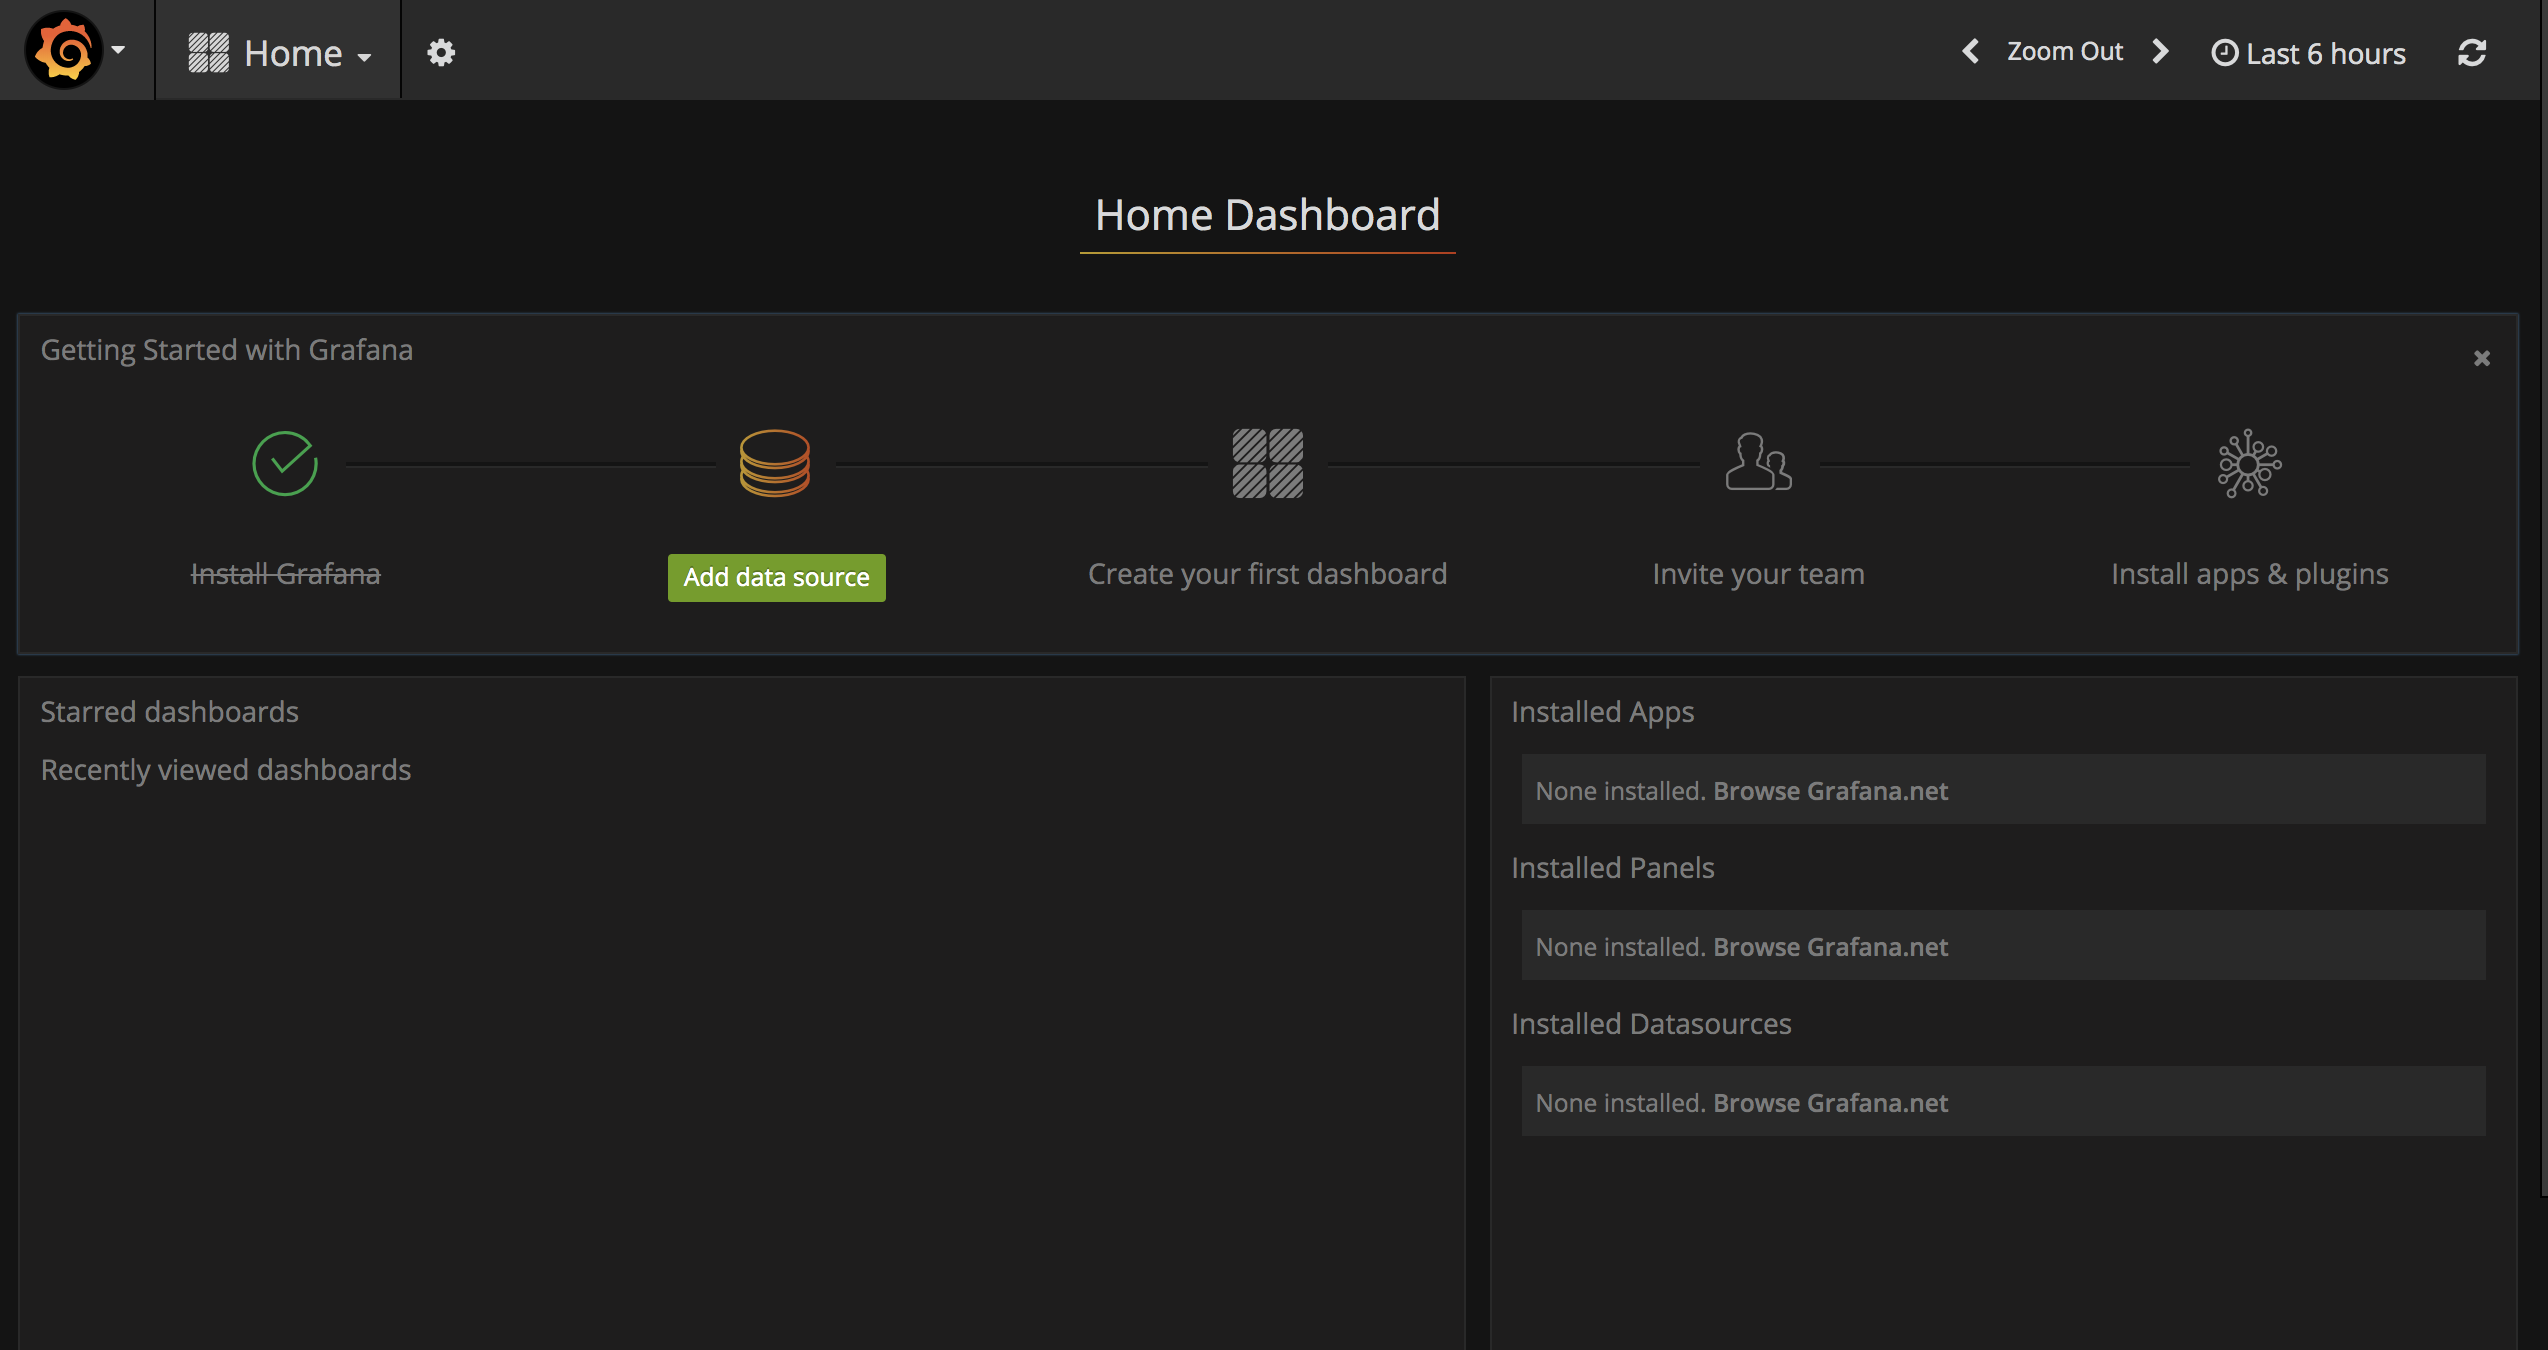 Home
Zoom Out
Last 6 hours
Home Dashboard
Getting Started with Grafana
Install Grafana
Add data source
Create your first dashboard
Invite your team
Install apps & plugins
Starred dashboards
Recently viewed dashboards
Installed Apps
None installed. Browse Grafana.net
Installed Panels
None installed. Browse Grafana.net
Installed Datasources
None installed. Browse Grafana.net